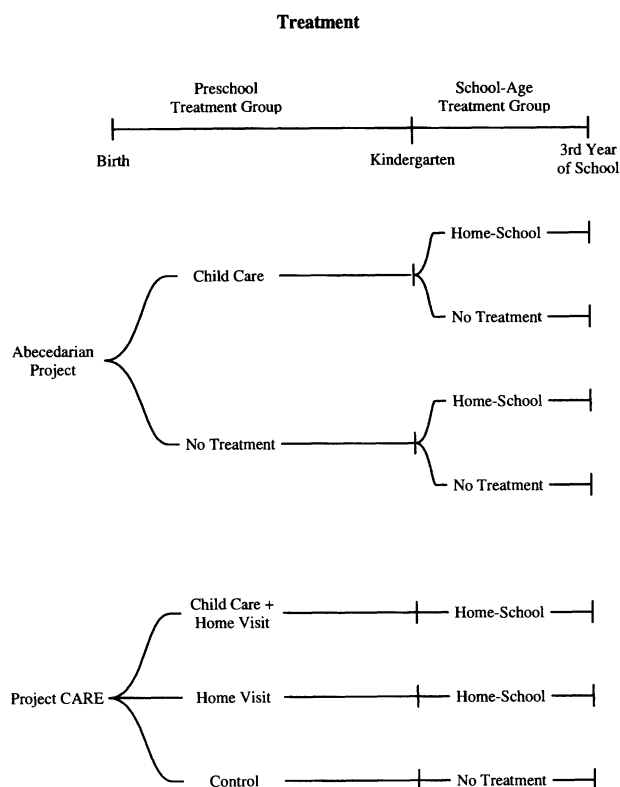 Treatment
Preschool
Treatment Group
School-Age
Treatment Group
Birth
Kindergarten
3rd Year
of School
Home-School
Child Care
No Treatment
Abecedarian
Project
Home-School
No Treatment
No Treatment
Child Care +
Home Visit
Home-School
Project CARE
Home Visit
Home-School
Control
No Treatment